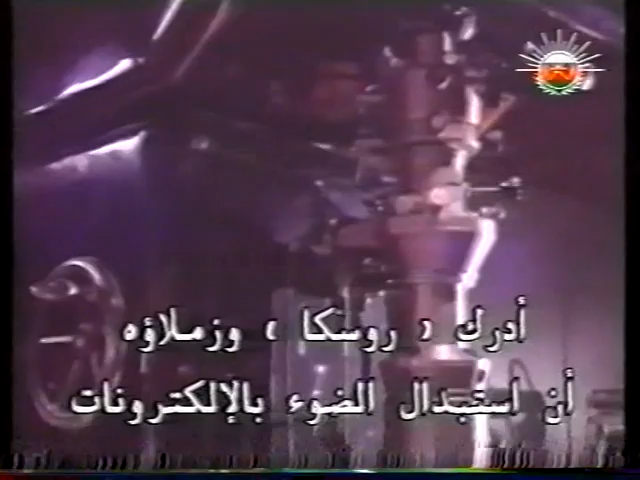 أدرك ( روسكا ) وزملاؤه
أن استبدال الضوء بالإلكترونات